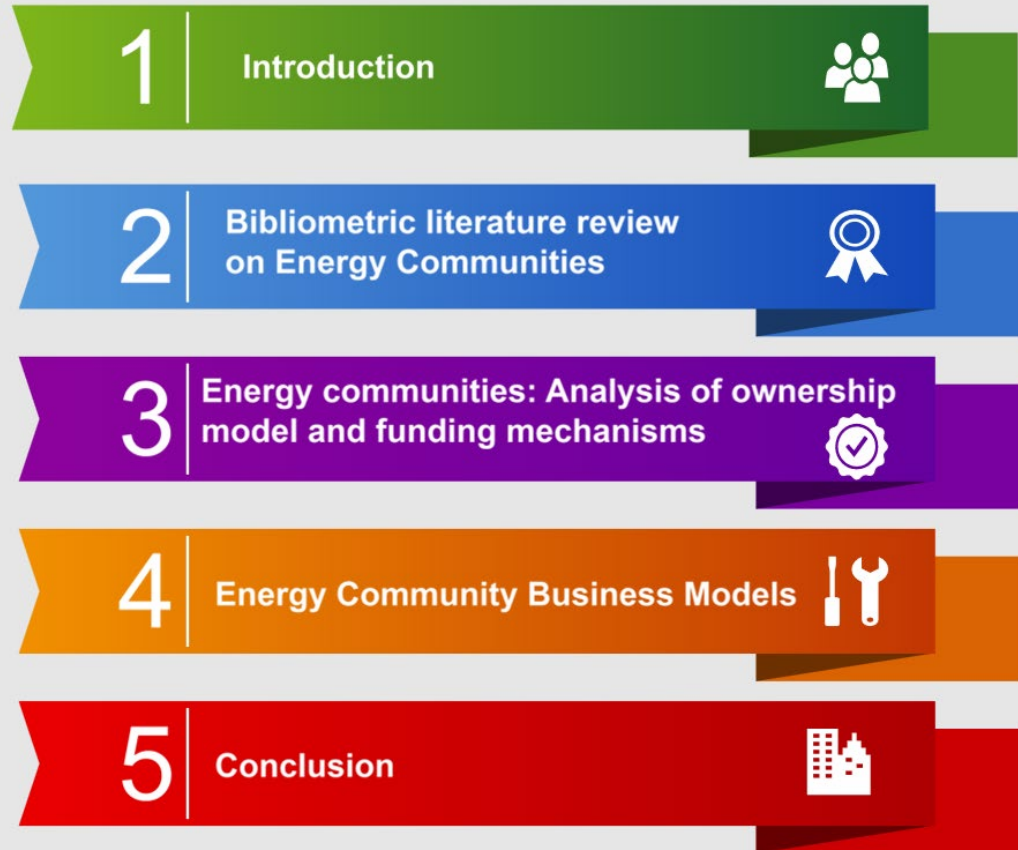 1
Introduction
2
Bibliometric literature review
on Energy Communities
3
Energy communities: Analysis of ownership
model and funding mechanisms
4
Energy Community Business Models
5
Conclusion